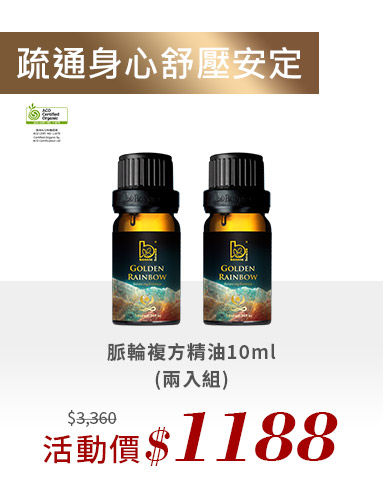 疏通身心舒壓安定
ACO
Certified
Organic
GOLDEN
RAINBOW
GOLDEN
RAINBOW
脈輪複方精油10ml
(兩入組)
$3,360
活動價$1188